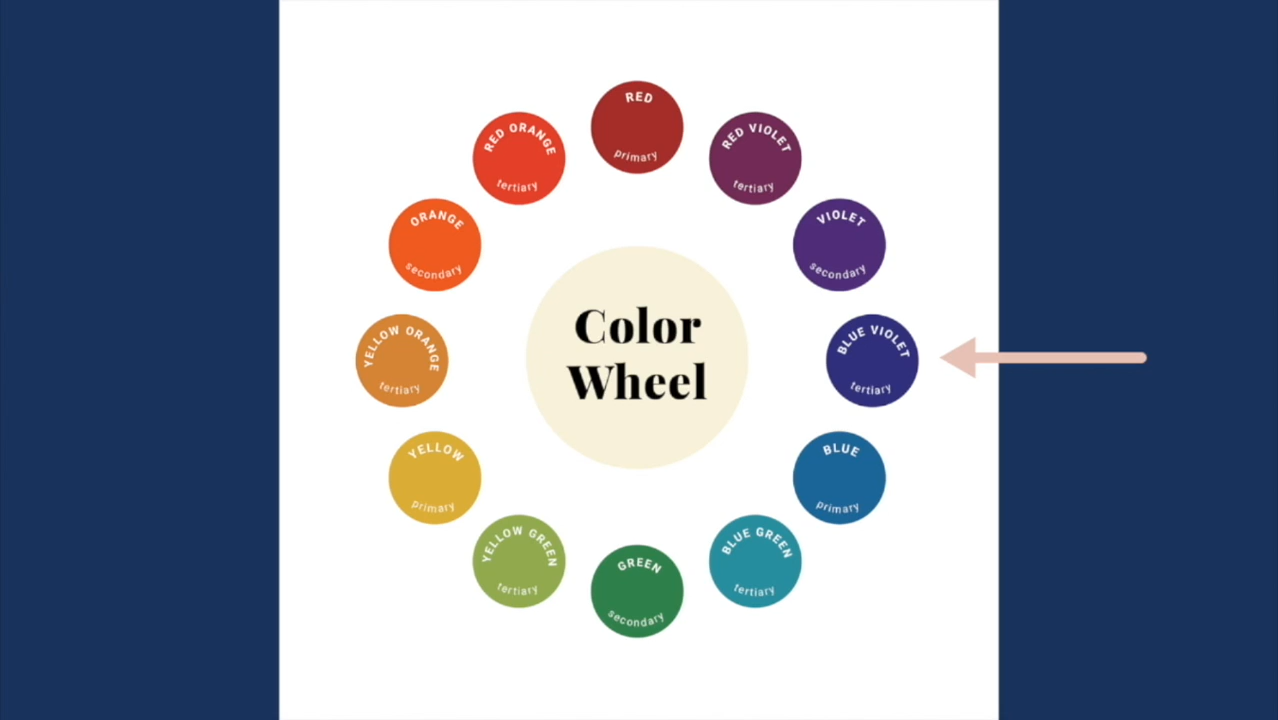 RED
primary
RED ORANGE
tertiary
RED VIOLET
tertiary
ORANGE
secondary
VIOLET
secondary
Color
Wheel
YELLOW ORANGE
tertiary
BLUE VIOLET
tertiary
YELLOW
primary
BLUE
primary
YELLOW GREEN
tertiary
BLUE GREEN
tertiary
GREEN
secondary